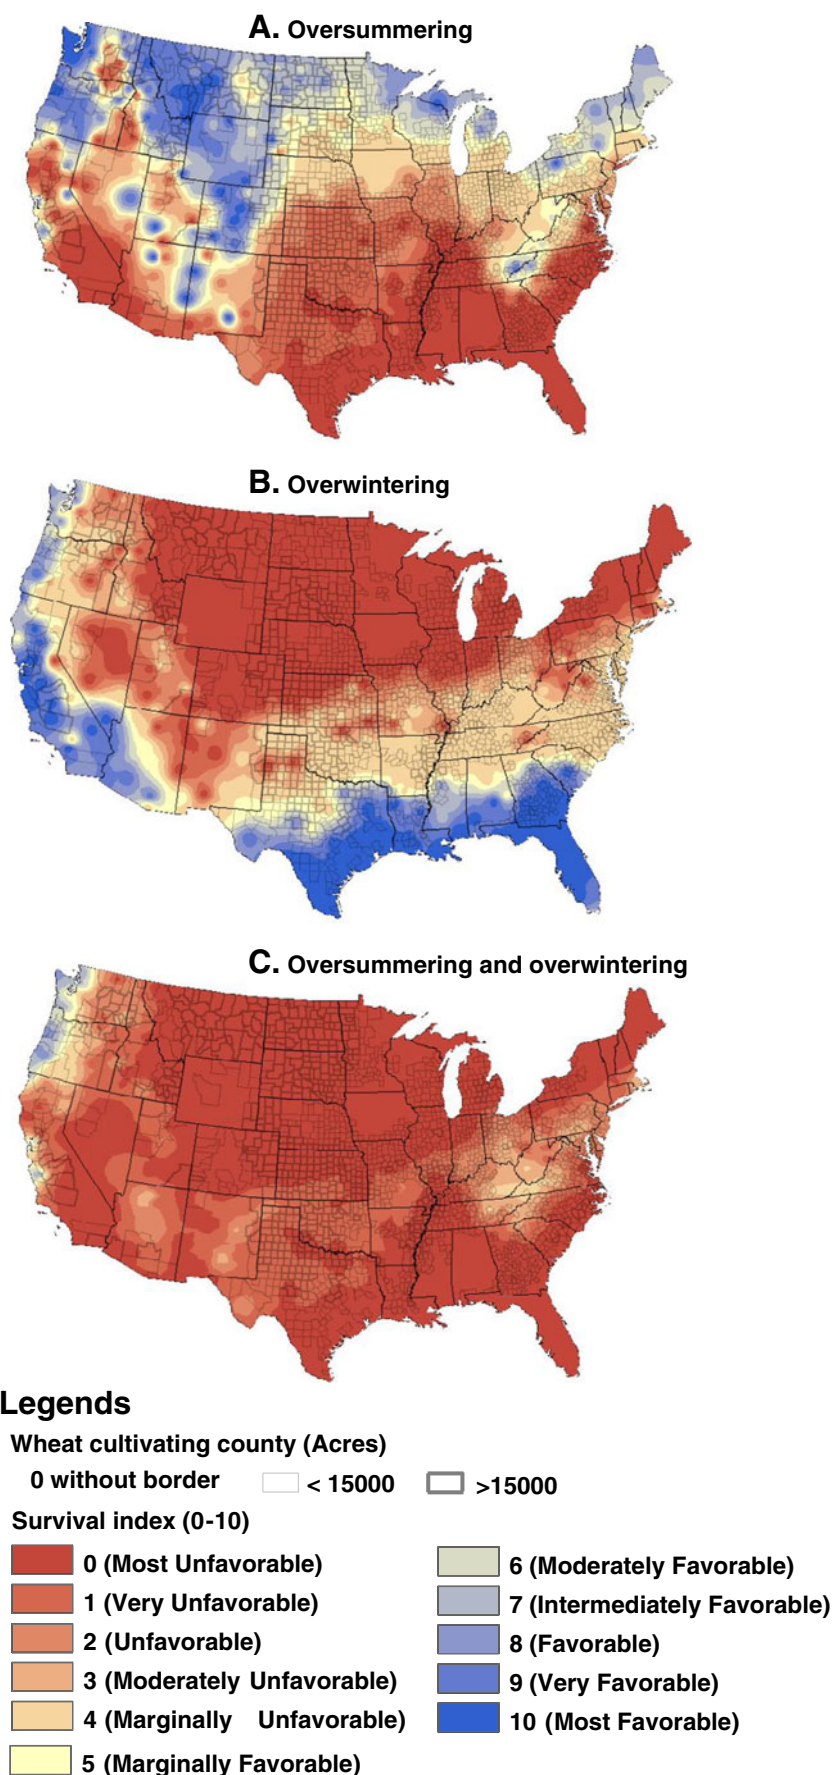 A. Oversummering
B. Overwintering
C. Oversummering and overwintering
Legends
Wheat cultivating county (Acres)
0 without border < 15000 >15000
Survival index (0-10)
0 (Most Unfavorable)
1 (Very Unfavorable)
2 (Unfavorable)
3 (Moderately Unfavorable)
4 (Marginally Unfavorable)
5 (Marginally Favorable)
6 (Moderately Favorable)
7 (Intermediately Favorable)
8 (Favorable)
9 (Very Favorable)
10 (Most Favorable)